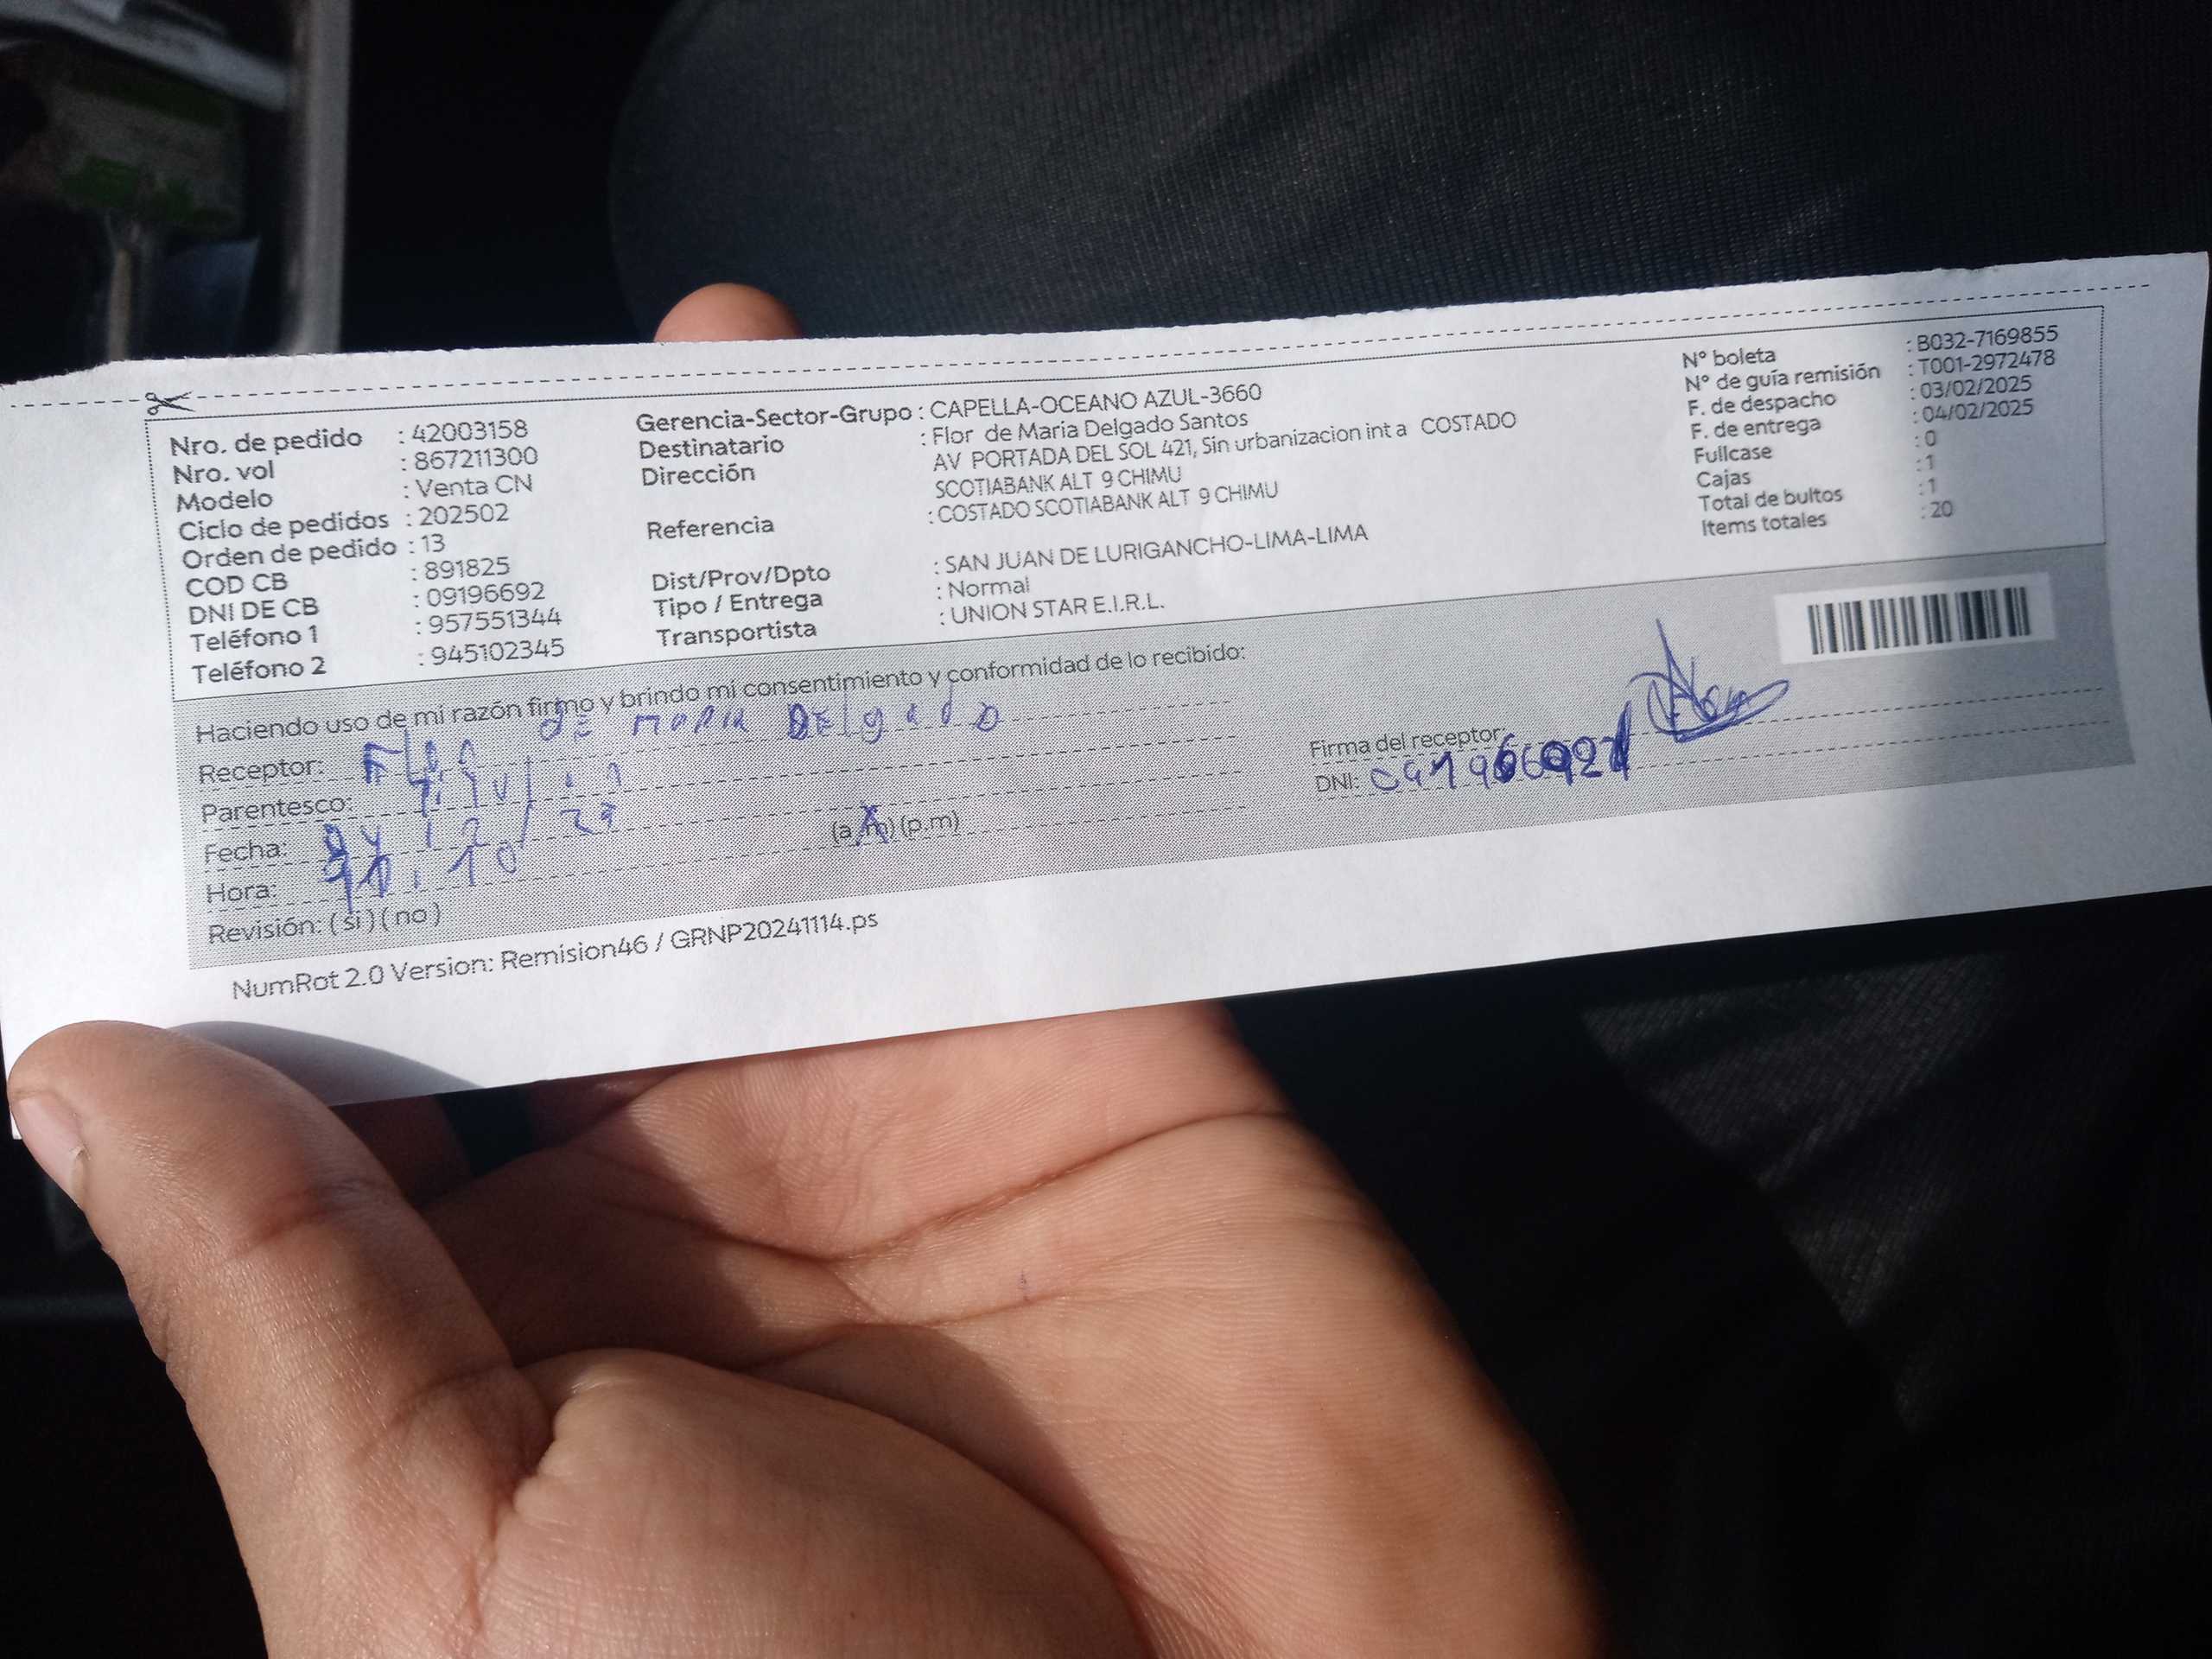 Nro. de pedido : 42003158
Nro. vol : 867211300
Modelo : Venta CN
Ciclo de pedidos : 202502
Orden de pedido : 13
COD CB : 891825
DNI DE CB : 09196692
Teléfono 1 : 957551344
Teléfono 2 : 945102345
Gerencia-Sector-Grupo : CAPELLA-OCEANO AZUL-3660
Destinatario : Flor de Maria Delgado Santos
Dirección AV PORTADA DEL SOL 421, Sin urbanizacion int a COSTADO
SCOTIABANK ALT 9 CHIMU
Referencia : COSTADO SCOTIABANK ALT 9 CHIMU
Dist/Prov/Dpto : SAN JUAN DE LURIGANCHO-LIMA-LIMA
Tipo / Entrega : Normal
Transportista : UNION STAR E.I.R.L.
N° boleta : B032-7169855
N° de guía remisión : T001-2972478
F. de despacho : 03/02/2025
F. de entrega : 04/02/2025
Fullcase : 0
Cajas : 1
Total de bultos : 1
Items totales : 20
Haciendo uso de mi razón firmo y brindo mi consentimiento y conformidad de lo recibido:
Receptor: Flor DE MARIA DElgado
Parentesco:
Fecha:
Hora: 10 (a.m) (p.m)
Revisión: (si) (no)
Firma del receptor:
DNI:
NumRot 2.0 Version: Remision46 / GRNP20241114.ps